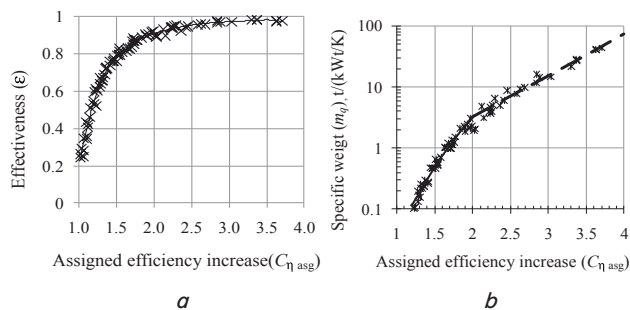 1
0.8
0.6
0.4
0.2
0
Effectiveness (ε)
1.0 1.5 2.0 2.5 3.0 3.5 4.0
Assigned efficiency increase(Cη asg)
a
100
10
1
0.1
Specific weigt (mq), t/(kWt/K)
1 1.5 2 2.5 3 3.5 4
Assigned efficiency increase (Cη asg)
b